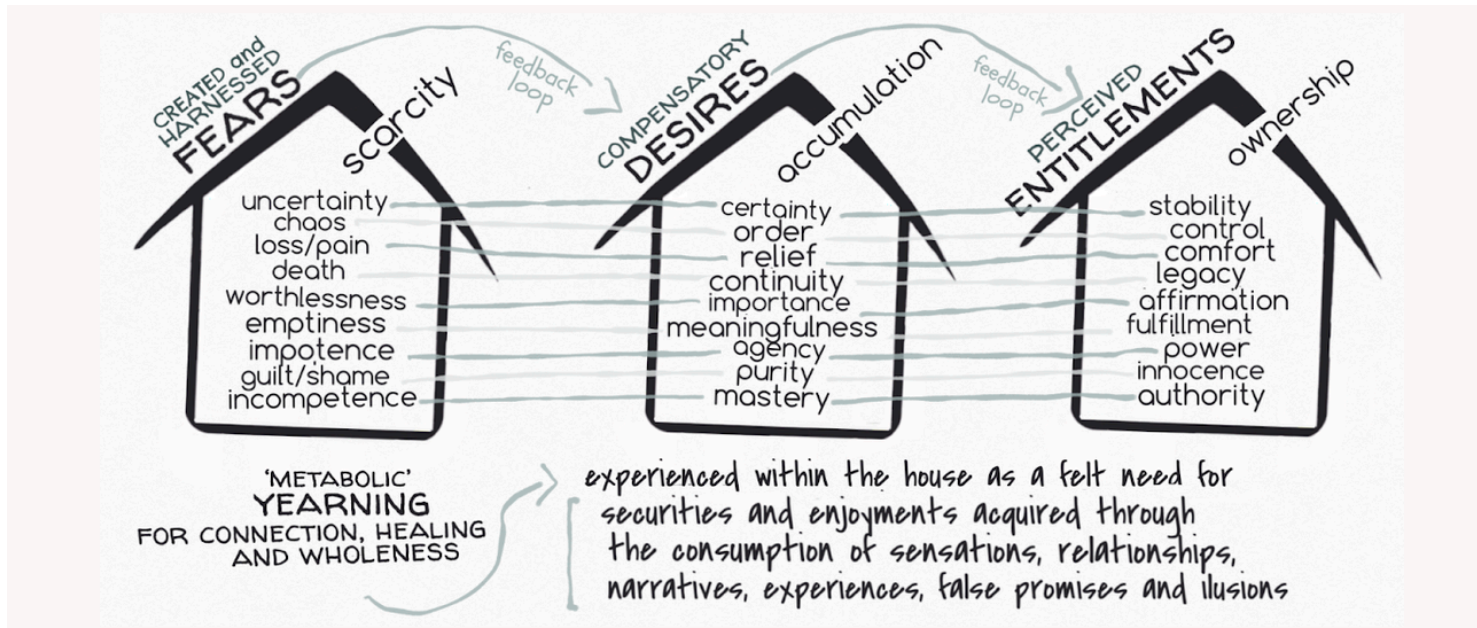 CREATED and
HARNESSED
FEARS
scarcity
uncertainty
chaos
loss/pain
death
worthlessness
emptiness
impotence
guilt/shame
incompetence
feedback
loop
COMPENSATORY
DESIRES
accumulation
certainty
order
relief
continuity
importance
meaningfulness
agency
purity
mastery
feedback
loop
PERCEIVED
ENTITLEMENTS
ownership
stability
control
comfort
legacy
affirmation
fulfillment
power
innocence
authority
'METABOLIC'
YEARNING
FOR CONNECTION, HEALING
AND WHOLENESS
experienced within the house as a felt need for
securities and enjoyments acquired through
the consumption of sensations, relationships,
narratives, experiences, false promises and ilusions